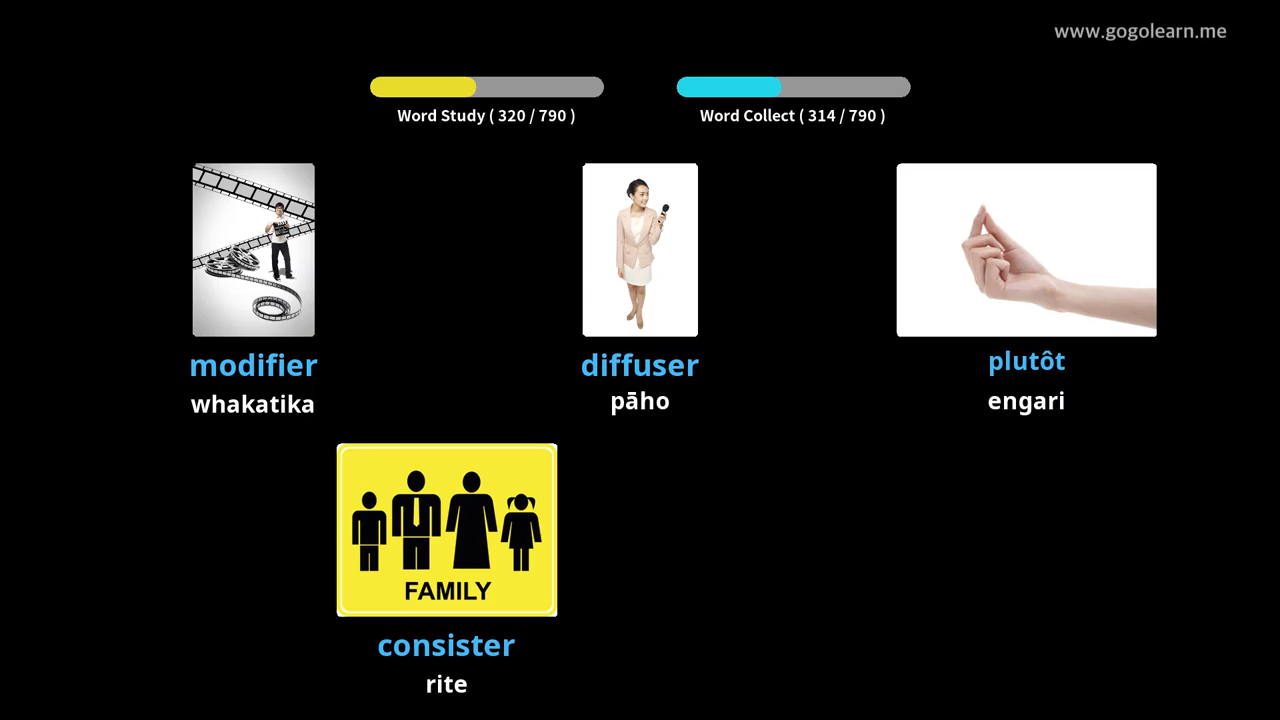 www.gogolearn.me
Word Study ( 320 / 790 )
Word Collect ( 314 / 790 )
modifier
whakatika
diffuser
pāho
plutôt
engari
FAMILY
consister
rite